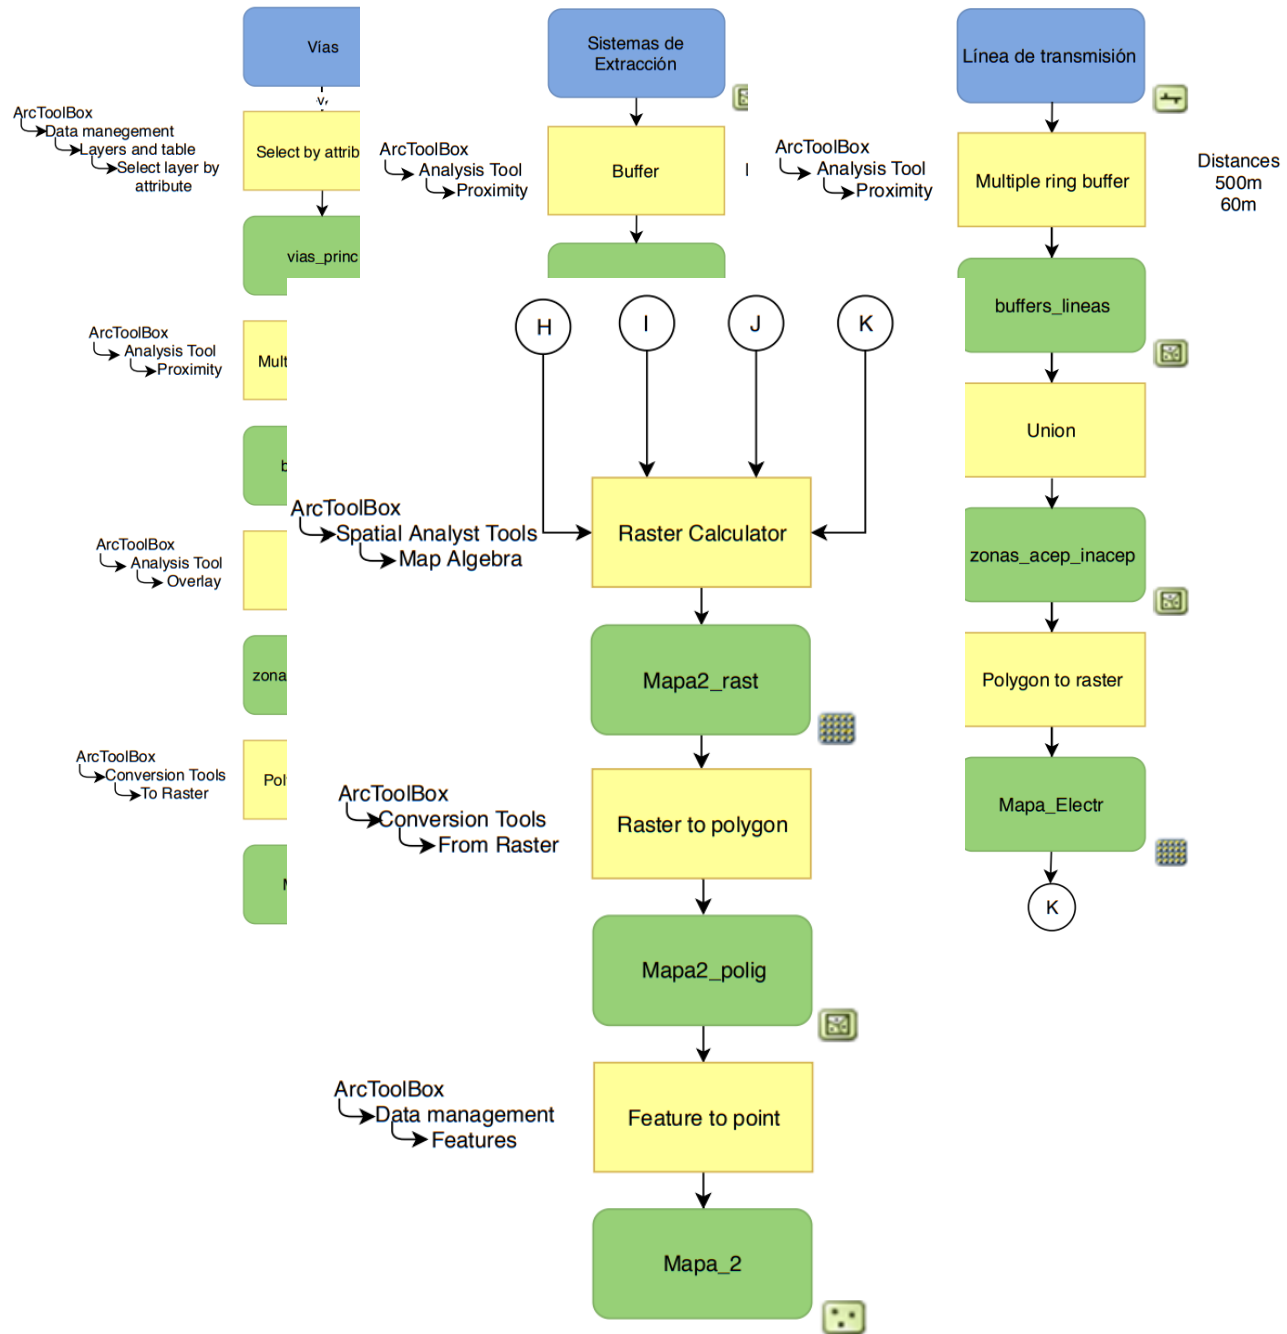 Vías
ArcToolBox
Data manegement
Layers and table
Select layer by
attribute
Select by attrib
vias_princ
ArcToolBox
Analysis Tool
Proximity
Mult
ArcToolBox
Analysis Tool
Overlay
zona
ArcToolBox
Conversion Tools
To Raster
Pol
Sistemas de
Extracción
ArcToolBox
Analysis Tool
Proximity
Buffer
H
I
J
K
ArcToolBox
Spatial Analyst Tools
Map Algebra
Raster Calculator
Mapa2_rast
ArcToolBox
Conversion Tools
From Raster
Raster to polygon
Mapa2_polig
ArcToolBox
Data management
Features
Feature to point
Mapa_2
Línea de transmisión
ArcToolBox
Analysis Tool
Proximity
Multiple ring buffer
Distances
500m
60m
buffers_lineas
Union
zonas_acep_inacep
Polygon to raster
Mapa_Electr
K